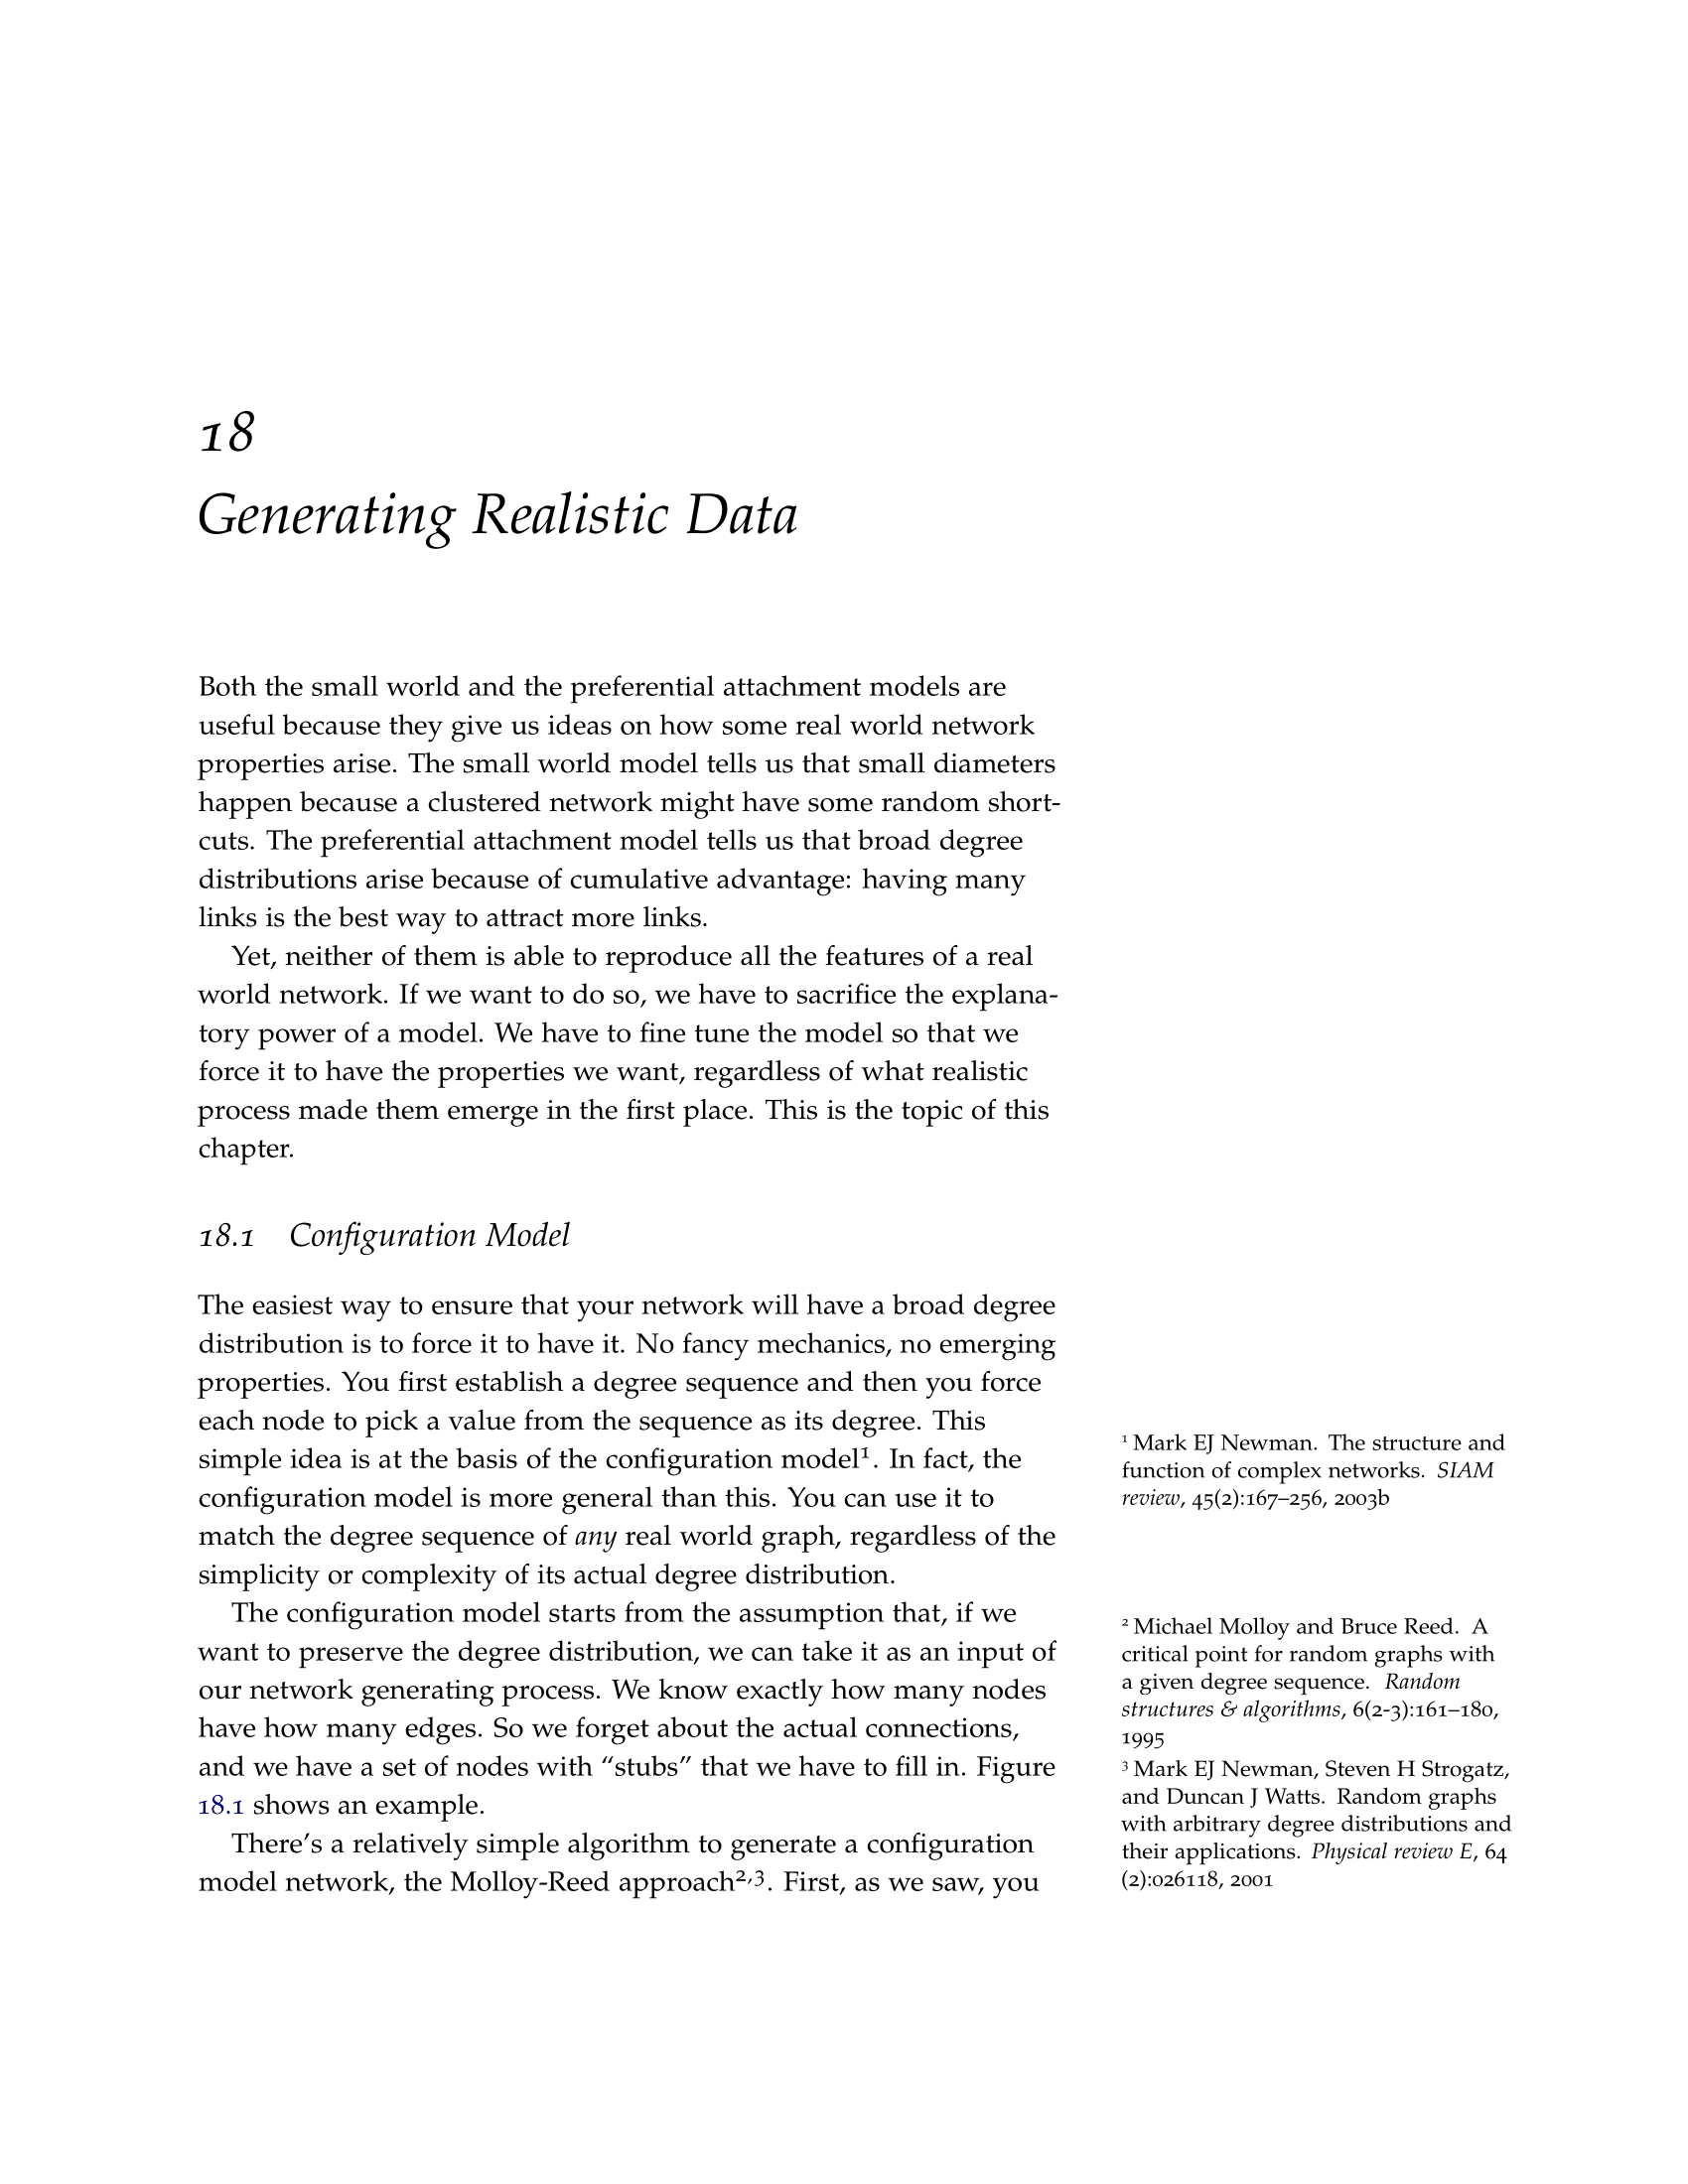 18
Generating Realistic Data
Both the small world and the preferential attachment models are
useful because they give us ideas on how some real world network
properties arise. The small world model tells us that small diameters
happen because a clustered network might have some random short-
cuts. The preferential attachment model tells us that broad degree
distributions arise because of cumulative advantage: having many
links is the best way to attract more links.
Yet, neither of them is able to reproduce all the features of a real
world network. If we want to do so, we have to sacrifice the explana-
tory power of a model. We have to fine tune the model so that we
force it to have the properties we want, regardless of what realistic
process made them emerge in the first place. This is the topic of this
chapter.
18.1 Configuration Model
The easiest way to ensure that your network will have a broad degree
distribution is to force it to have it. No fancy mechanics, no emerging
properties. You first establish a degree sequence and then you force
each node to pick a value from the sequence as its degree. This
simple idea is at the basis of the configuration model¹. In fact, the
configuration model is more general than this. You can use it to
match the degree sequence of any real world graph, regardless of the
simplicity or complexity of its actual degree distribution.
The configuration model starts from the assumption that, if we
want to preserve the degree distribution, we can take it as an input of
our network generating process. We know exactly how many nodes
have how many edges. So we forget about the actual connections,
and we have a set of nodes with “stubs” that we have to fill in. Figure
18.1 shows an example.
There’s a relatively simple algorithm to generate a configuration
model network, the Molloy-Reed approach²,³. First, as we saw, you
¹ Mark EJ Newman. The structure and
function of complex networks. SIAM
review, 45(2):167–256, 2003b
² Michael Molloy and Bruce Reed. A
critical point for random graphs with
a given degree sequence. Random
structures & algorithms, 6(2-3):161–180,
1995
³ Mark EJ Newman, Steven H Strogatz,
and Duncan J Watts. Random graphs
with arbitrary degree distributions and
their applications. Physical review E, 64
(2):026118, 2001